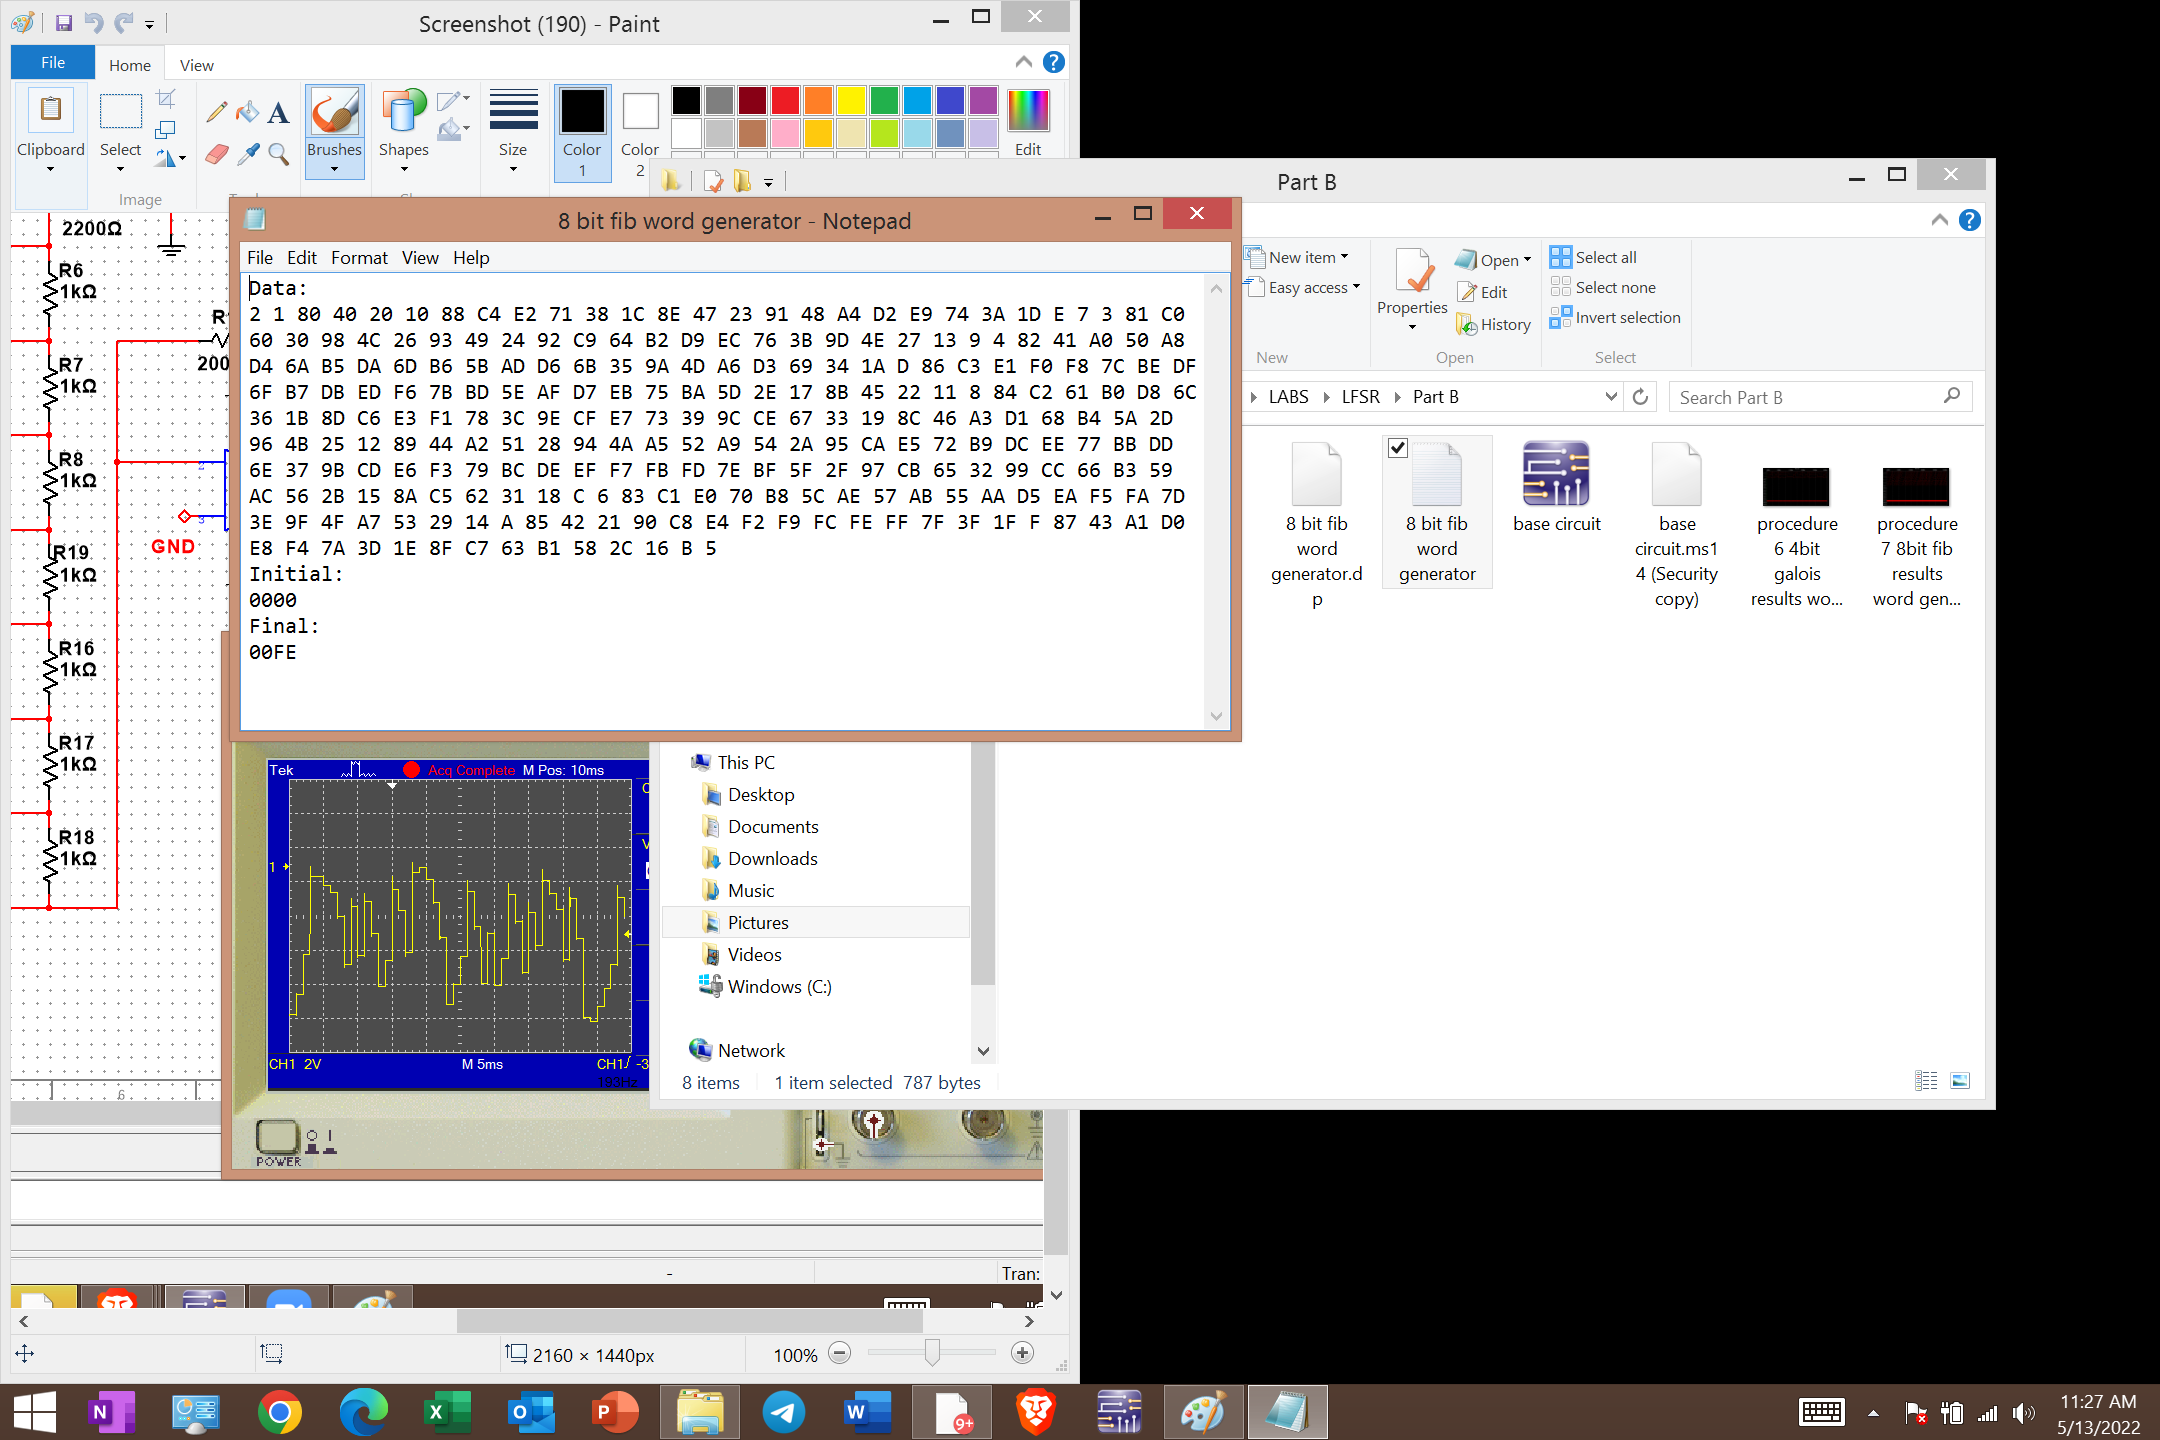 Screenshot (190) - Paint
File Home View
Clipboard
Select
Image
Brushes
Shapes
Size
Color 1
Color 2
Edit
Part B
New item
Easy access
New
Properties
Open
Edit
History
Open
Select all
Select none
Invert selection
Select
LABS LFSR Part B
Search Part B
8 bit fib word generator.dp
8 bit fib word generator
base circuit
base circuit.ms14 (Security copy)
procedure 6 4bit galois results wo...
procedure 7 8bit fib results word gen...
8 bit fib word generator - Notepad
File Edit Format View Help
Data:
2 1 80 40 20 10 88 C4 E2 71 38 1C 8E 47 23 91 48 A4 D2 E9 74 3A 1D E 7 3 81 C0
60 30 98 4C 26 93 49 24 92 C9 64 B2 D9 EC 76 3B 9D 4E 27 13 9 4 82 41 A0 50 A8
D4 6A B5 DA 6D B6 5B AD D6 6B 35 9A 4D A6 D3 69 34 1A D 86 C3 E1 F0 F8 7C BE DF
6F B7 DB ED F6 7B BD 5E AF D7 EB 75 BA 5D 2E 17 8B 45 22 11 8 84 C2 61 B0 D8 6C
36 1B 8D C6 E3 F1 78 3C 9E CF E7 73 39 9C CE 67 33 19 8C 46 A3 D1 68 B4 5A 2D
96 4B 25 12 89 44 A2 51 28 94 4A A5 52 A9 54 2A 95 CA E5 72 B9 DC EE 77 BB DD
6E 37 9B CD E6 F3 79 BC DE EF F7 FB FD 7E BF 5F 2F 97 CB 65 32 99 CC 66 B3 59
AC 56 2B 15 8A C5 62 31 18 C 6 83 C1 E0 70 B8 5C AE 57 AB 55 AA D5 EA F5 FA 7D
3E 9F 4F A7 53 29 14 A 85 42 21 90 C8 E4 F2 F9 FC FE FF 7F 3F 1F F 87 43 A1 D0
E8 F4 7A 3D 1E 8F C7 63 B1 58 2C 16 B 5
Initial:
0000
Final:
00FE
2200Ω
R6
1kΩ
R7
1kΩ
200
R8
1kΩ
2
3
GND
R19
1kΩ
R16
1kΩ
R17
1kΩ
R18
1kΩ
6
Tek Acq Complete M Pos: 10ms
1
CH1 2V M 5ms CH1 -3
POWER
This PC
Desktop
Documents
Downloads
Music
Pictures
Videos
Windows (C:)
Network
8 items 1 item selected 787 bytes
Tran:
2160 × 1440px 100%
9+
11:27 AM
5/13/2022